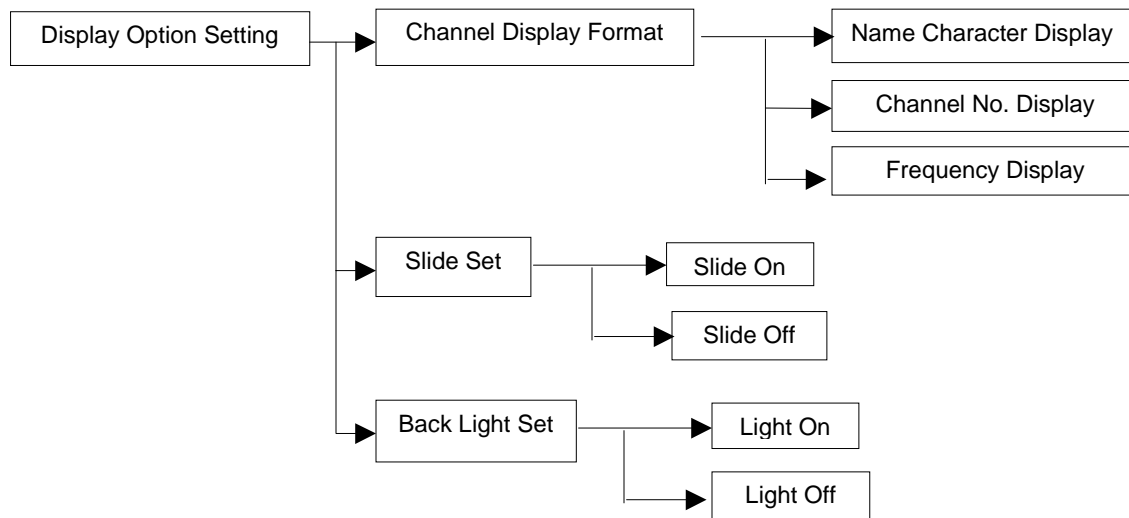 Display Option Setting
Channel Display Format
Name Character Display
Channel No. Display
Frequency Display
Slide Set
Slide On
Slide Off
Back Light Set
Light On
Light Off